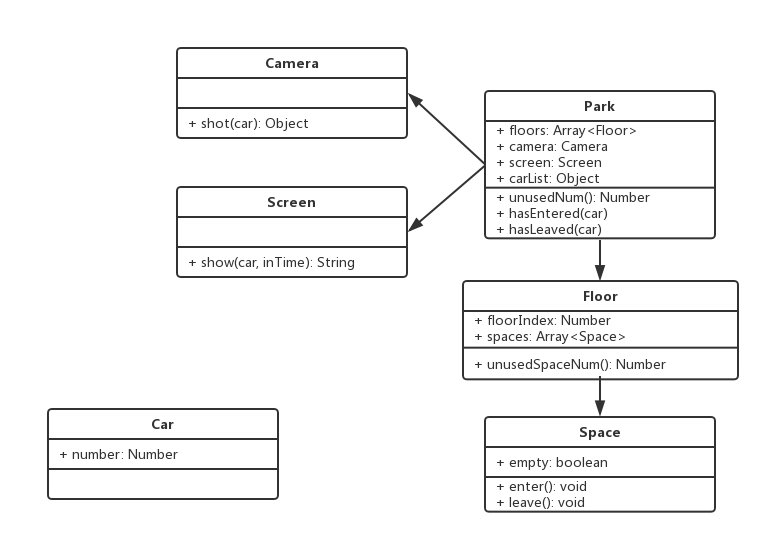 Camera
+ shot(car): Object
Park
+ floors: Array<Floor>
+ camera: Camera
+ screen: Screen
+ carList: Object
+ unusedNum(): Number
+ hasEntered(car)
+ hasLeaved(car)
Screen
+ show(car, inTime): String
Floor
+ floorIndex: Number
+ spaces: Array<Space>
+ unusedSpaceNum(): Number
Car
+ number: Number
Space
+ empty: boolean
+ enter(): void
+ leave(): void